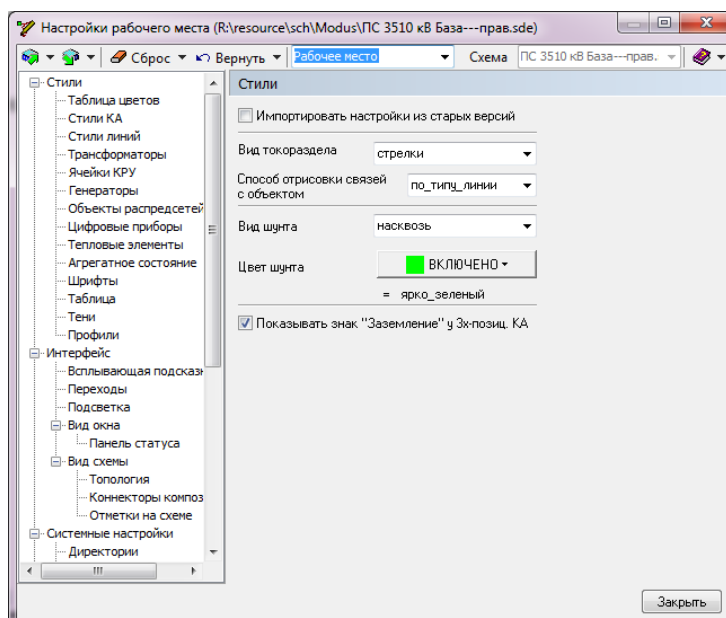 Настройки рабочего места (R:\resource\sch\Modus\ПС 3510 кВ База---прав.sde)
Сброс Вернуть Рабочее место Схема ПС 3510 кВ База---прав.
Стили
Таблица цветов
Стили КА
Стили линий
Трансформаторы
Ячейки КРУ
Генераторы
Объекты распредсетей
Цифровые приборы
Тепловые элементы
Агрегатное состояние
Шрифты
Таблица
Тени
Профили
Интерфейс
Всплывающая подсказ
Переходы
Подсветка
Вид окна
Панель статуса
Вид схемы
Топология
Коннекторы композ
Отметки на схеме
Системные настройки
Директории
Стили
Импортировать настройки из старых версий
Вид токораздела стрелки
Способ отрисовки связей
с объектом по_типу_линии
Вид шунта насквозь
Цвет шунта ВКЛЮЧЕНО
= ярко_зеленый
Показывать знак "Заземление" у 3х-позиц. КА
Закрыть